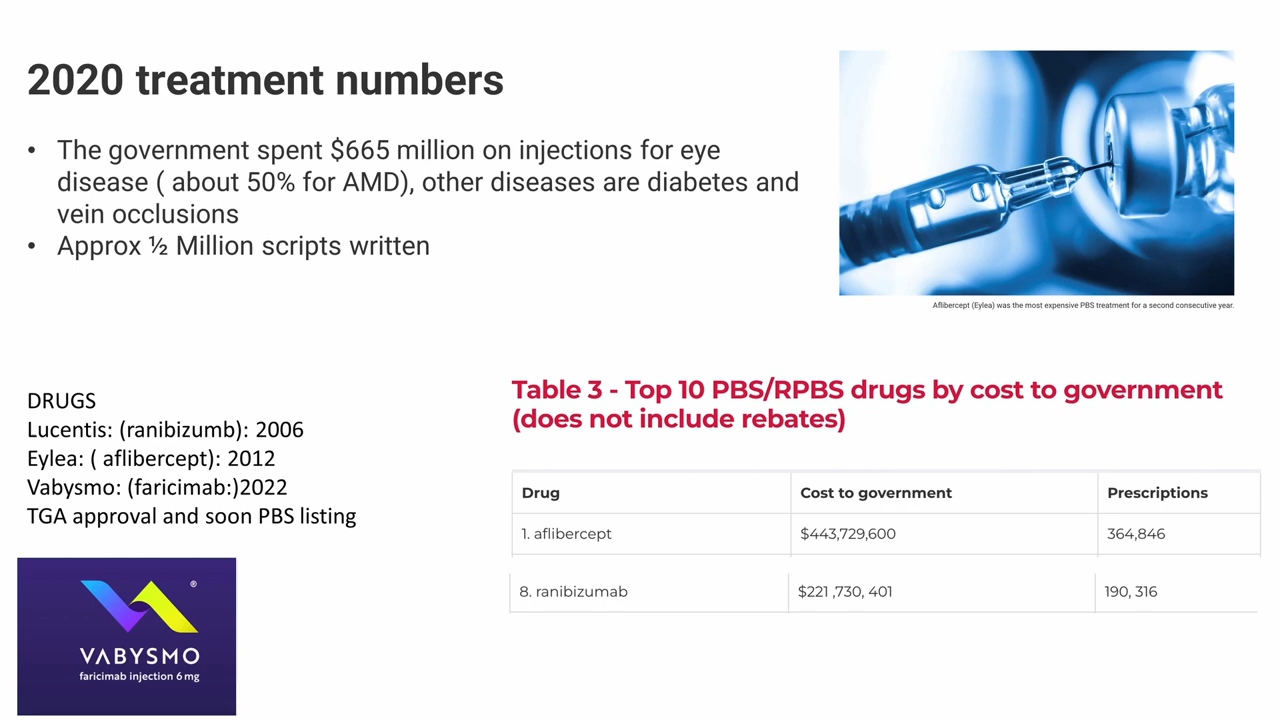 2020 treatment numbers
• The government spent $665 million on injections for eye
disease ( about 50% for AMD), other diseases are diabetes and
vein occlusions
• Approx ½ Million scripts written
Aflibercept (Eylea) was the most expensive PBS treatment for a second consecutive year.
DRUGS
Lucentis: (ranibizumb): 2006
Eylea: ( aflibercept): 2012
Vabysmo: (faricimab:)2022
TGA approval and soon PBS listing
VABYSMO ®
faricimab injection 6 mg
Table 3 - Top 10 PBS/RPBS drugs by cost to government
(does not include rebates)
Drug Cost to government Prescriptions
1. aflibercept $443,729,600 364,846
8. ranibizumab $221 ,730, 401 190, 316